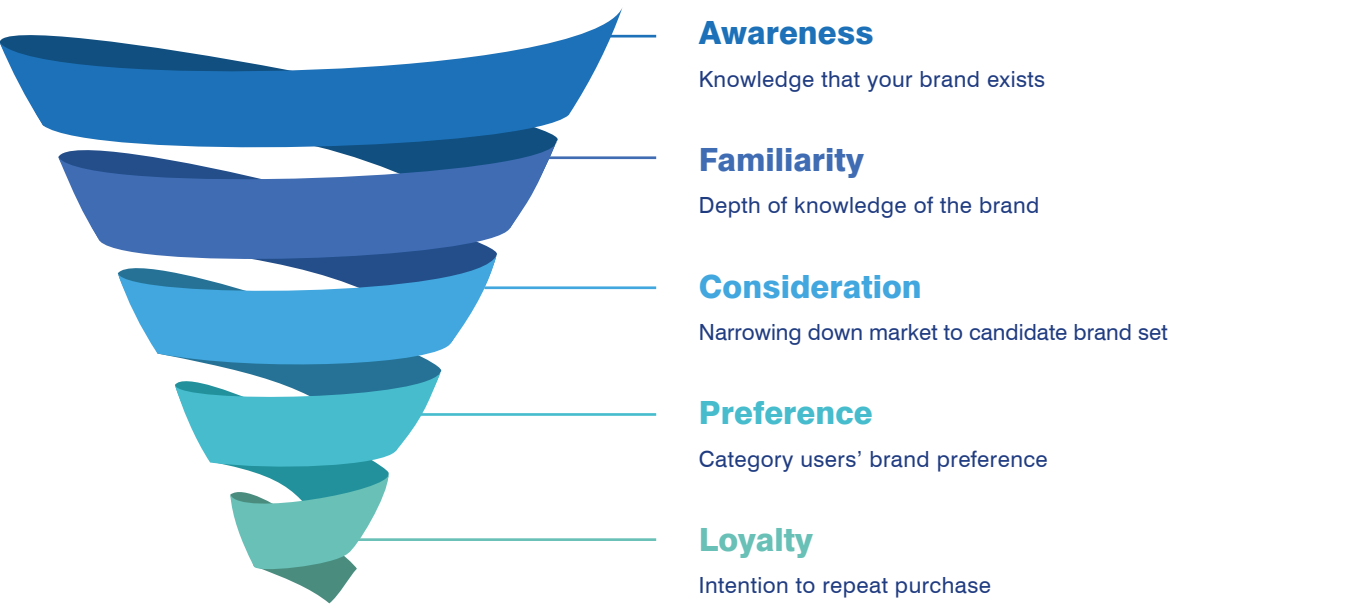 Awareness
Knowledge that your brand exists
Familiarity
Depth of knowledge of the brand
Consideration
Narrowing down market to candidate brand set
Preference
Category users’ brand preference
Loyalty
Intention to repeat purchase